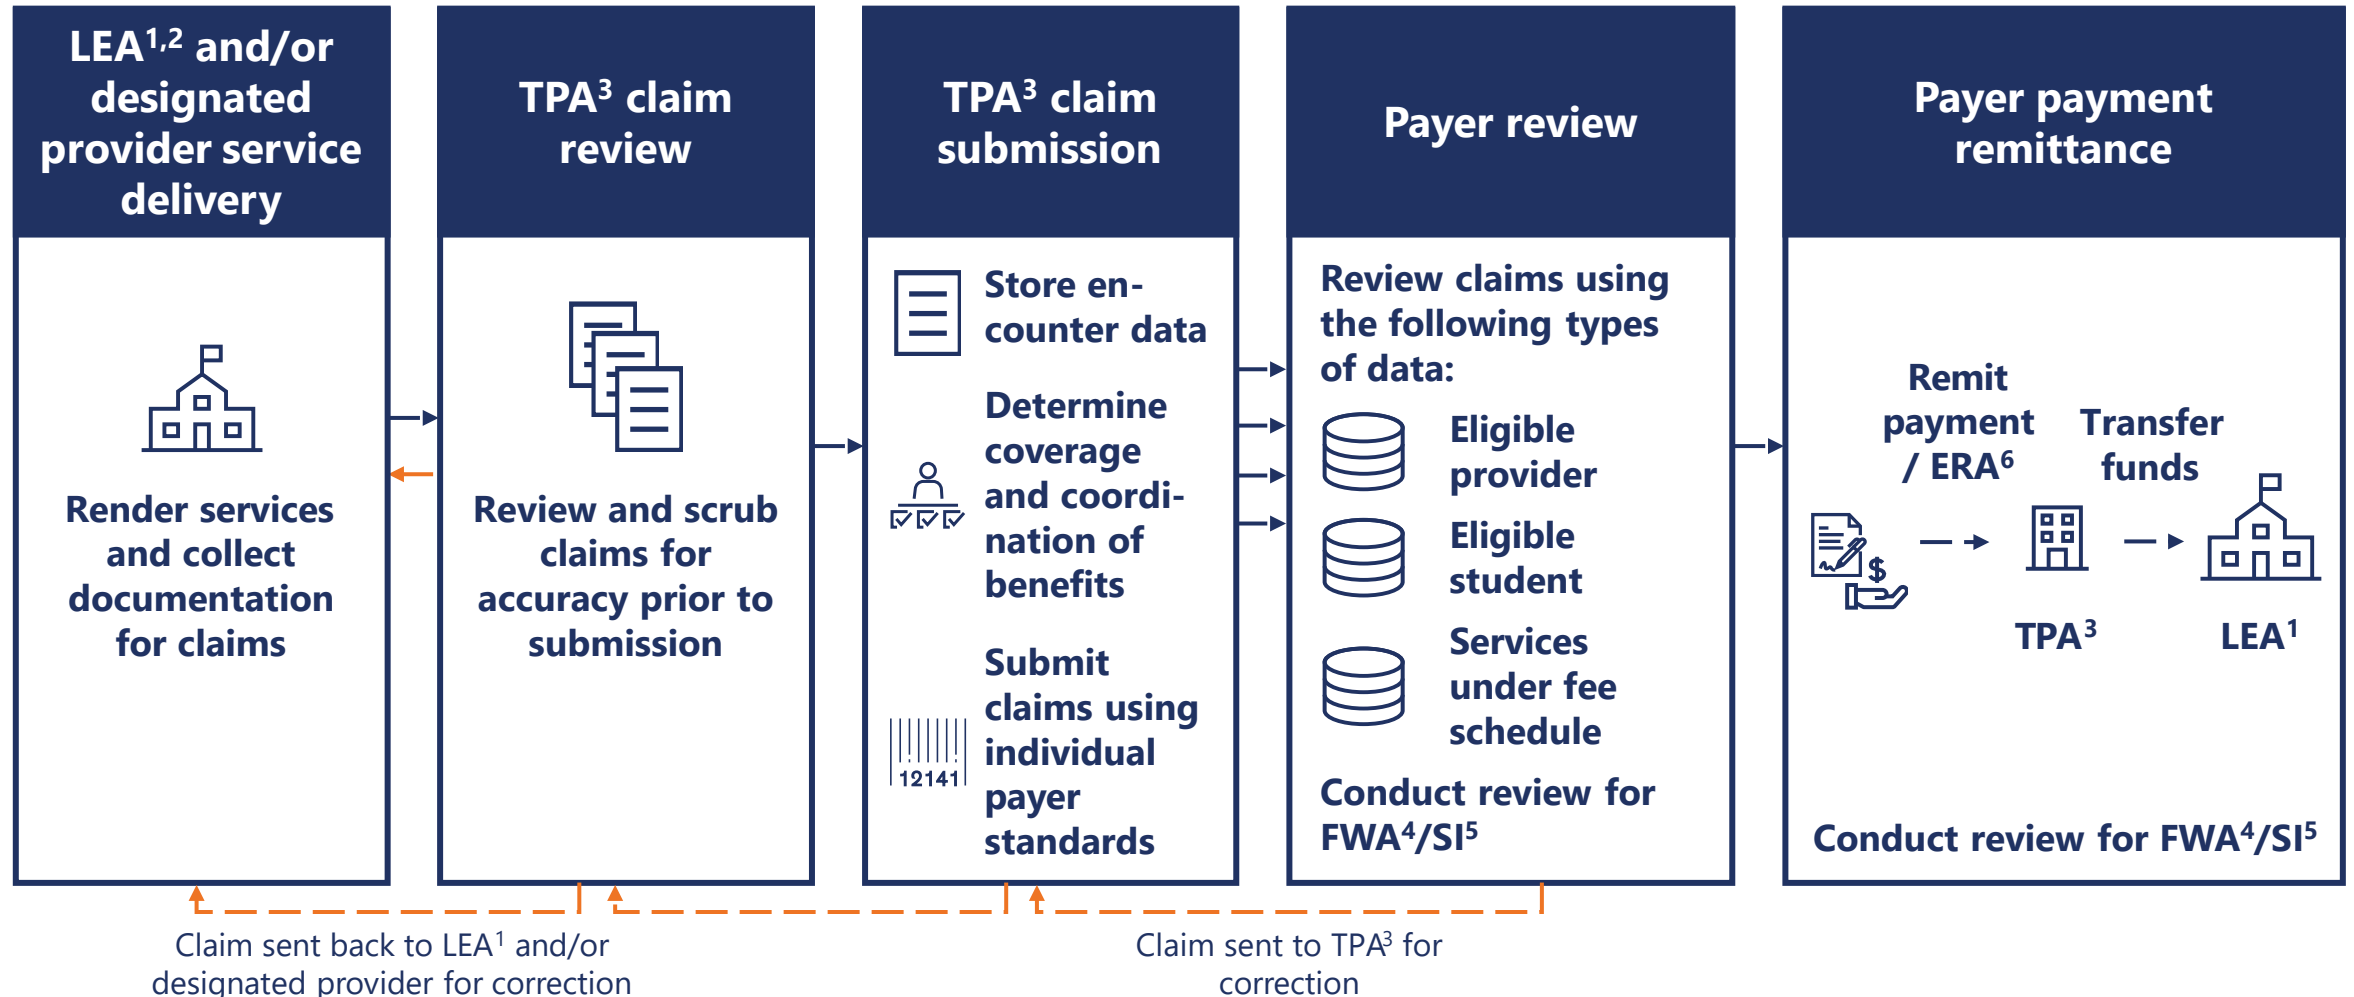 LEA1,2 and/or
designated
provider service
delivery
Render services
and collect
documentation
for claims
TPA3 claim
review
Review and scrub
claims for
accuracy prior to
submission
TPA3 claim
submission
Store en-
counter data
Determine
coverage
and coordi-
nation of
benefits
Submit
claims using
individual
payer
standards
12141
Payer review
Review claims using
the following types
of data:
Eligible
provider
Eligible
student
Services
under fee
schedule
Conduct review for
FWA4/SI5
Payer payment
remittance
Remit
payment
/ ERA6
Transfer
funds
$
TPA3
LEA1
Conduct review for FWA4/SI5
Claim sent back to LEA1 and/or
designated provider for correction
Claim sent to TPA3 for
correction